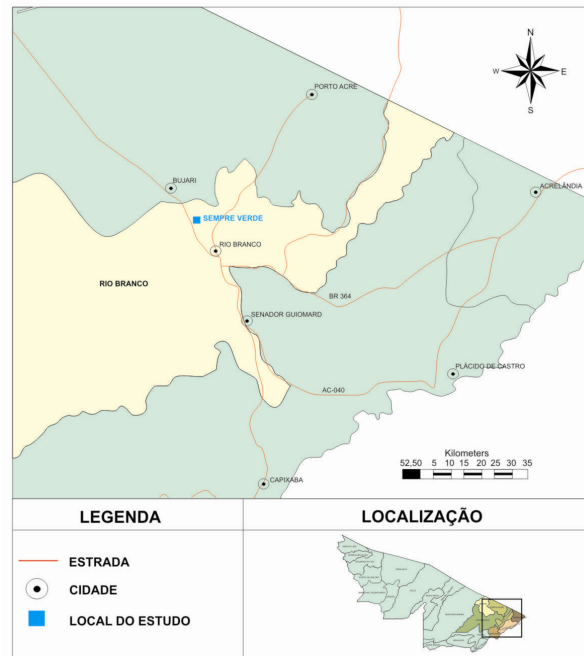 N
W
E
S
PORTO ACRE
BUJARI
ACRELÂNDIA
SEMPRE VERDE
RIO BRANCO
RIO BRANCO
BR 364
SENADOR GUIOMARD
PLÁCIDO DE CASTRO
AC-040
Kilometers
52,50 5 10 15 20 25 30 35
CAPIXABA
LEGENDA
LOCALIZAÇÃO
ESTRADA
CIDADE
LOCAL DO ESTUDO